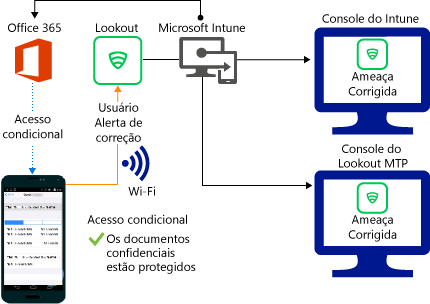 Office 365
Lookout
Microsoft Intune
Console do Intune
Ameaça
Corrigida
Acesso
condicional
Usuário
Alerta de
correção
Wi-Fi
Console do
Lookout MTP
Ameaça
Corrigida
Acesso condicional
Os documentos
confidenciais
estão protegidos